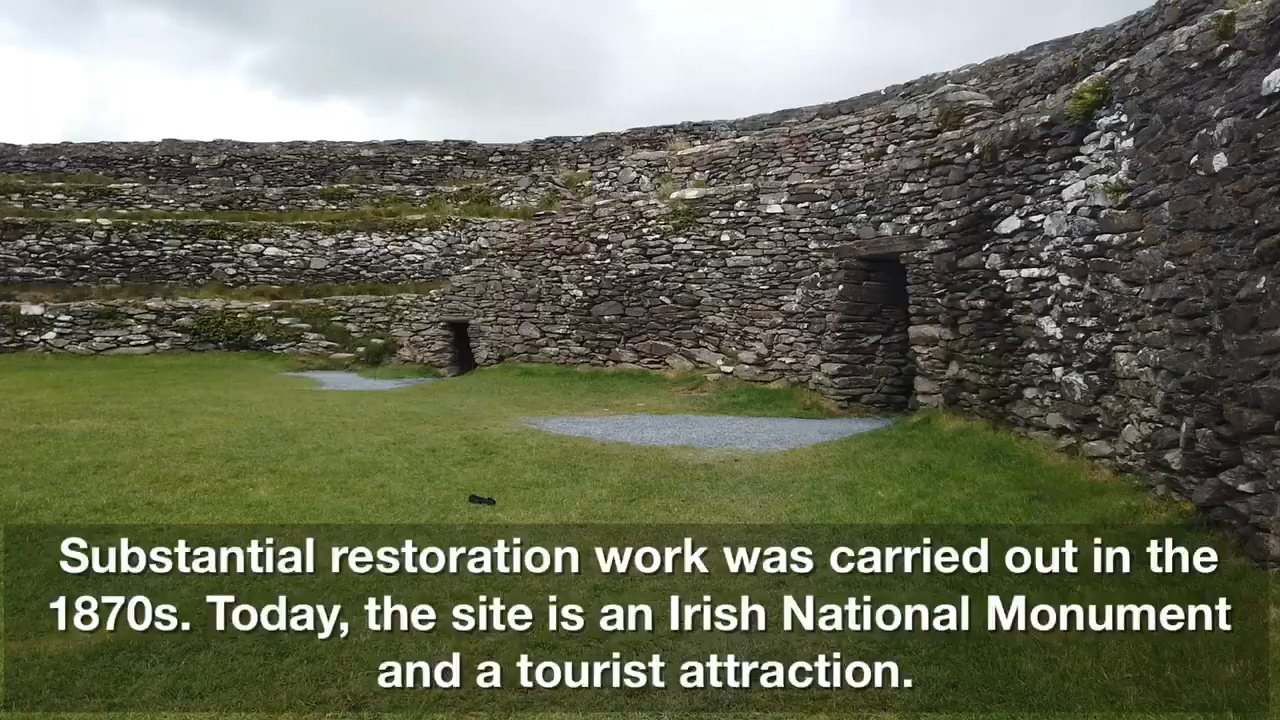 Substantial restoration work was carried out in the
1870s. Today, the site is an Irish National Monument
and a tourist attraction.